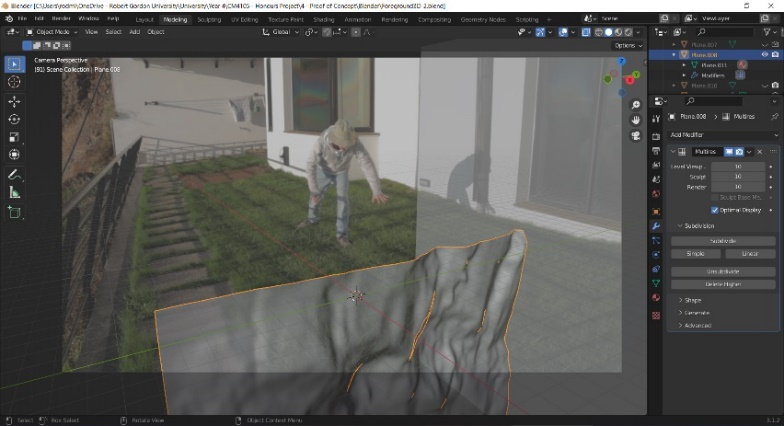 Blender [C:\Users\rodmi\OneDrive - Robert Gordon University\University\Year 4\CM4105 - Honours Project\4 - Proof of Concept\Blender\Foreground3D 2.blend]
File Edit Render Window Help Layout Modeling Sculpting UV Editing Texture Paint Shading Animation Rendering Compositing Geometry Nodes Scripting Scene ViewLayer
Object Mode View Select Add Object Global
Options
Camera Perspective
(91) Scene Collection | Plane.008
Plane.007
Plane.008
Plane.011
Modifiers
Plane.010
Plane.008 > Multires
Add Modifier
Multires
Level Viewp.. 10
Sculpt 10
Render 10
Sculpt Base Me..
Optimal Display
Subdivision
Subdivide
Simple Linear
Unsubdivide
Delete Higher
Shape
Generate
Advanced
Select Box Select Rotate View Object Context Menu 3.1.2